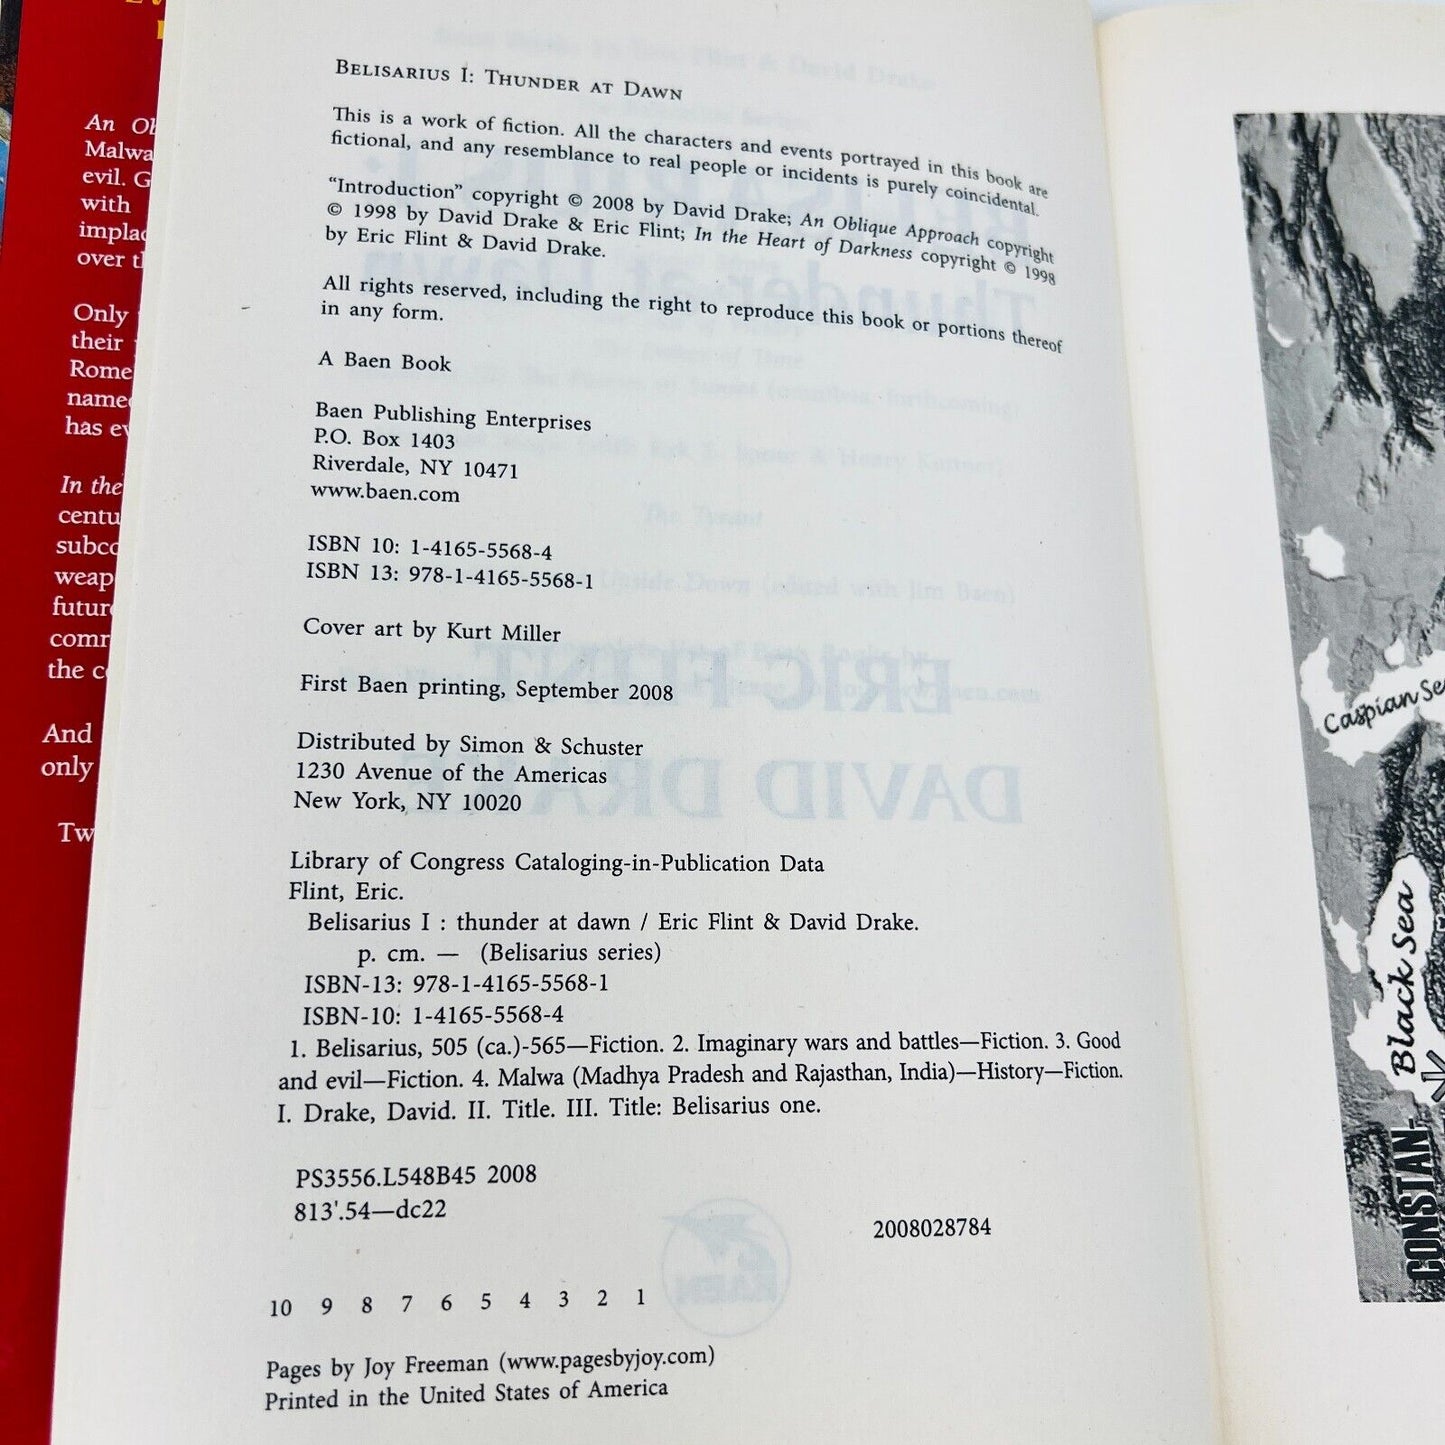 An Ob
Malwa
evil. G
with
implac
over t
Only
their
Rome
name
has ev
In the
centu
subco
weap
future
comm
the co
And
only
Tw
BELISARIUS I: THUNDER AT DAWN
This is a work of fiction. All the characters and events portrayed in this book are
fictional, and any resemblance to real people or incidents is purely coincidental.
“Introduction” copyright © 2008 by David Drake; An Oblique Approach copyright
© 1998 by David Drake & Eric Flint; In the Heart of Darkness copyright © 1998
by Eric Flint & David Drake.
All rights reserved, including the right to reproduce this book or portions thereof
in any form.
A Baen Book
Baen Publishing Enterprises
P.O. Box 1403
Riverdale, NY 10471
www.baen.com
ISBN 10: 1-4165-5568-4
ISBN 13: 978-1-4165-5568-1
Cover art by Kurt Miller
First Baen printing, September 2008
Distributed by Simon & Schuster
1230 Avenue of the Americas
New York, NY 10020
Library of Congress Cataloging-in-Publication Data
Flint, Eric.
Belisarius I : thunder at dawn / Eric Flint & David Drake.
p. cm. — (Belisarius series)
ISBN-13: 978-1-4165-5568-1
ISBN-10: 1-4165-5568-4
1. Belisarius, 505 (ca.)-565—Fiction. 2. Imaginary wars and battles—Fiction. 3. Good
and evil—Fiction. 4. Malwa (Madhya Pradesh and Rajasthan, India)—History—Fiction.
I. Drake, David. II. Title. III. Title: Belisarius one.
PS3556.L548B45 2008
813'.54—dc22
2008028784
10 9 8 7 6 5 4 3 2 1
Pages by Joy Freeman (www.pagesbyjoy.com)
Printed in the United States of America
Caspian Sea
Black Sea
CONSTAN-